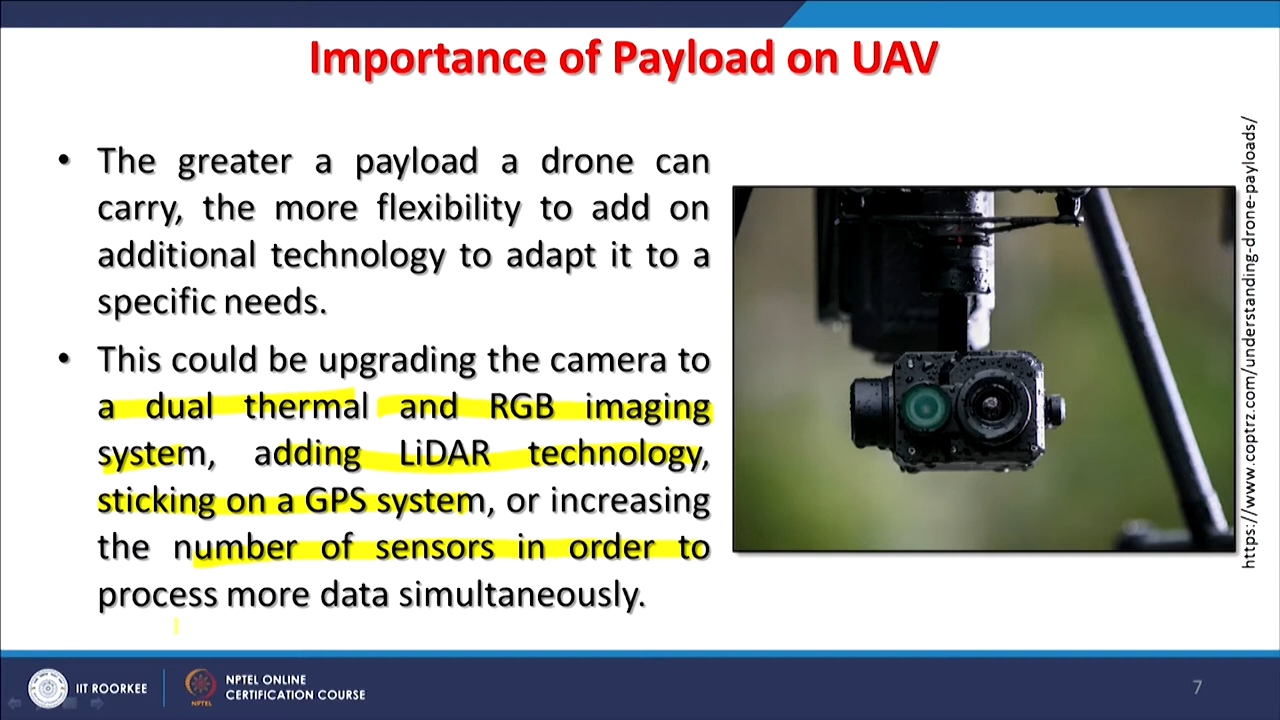 Importance of Payload on UAV
• The greater a payload a drone can
carry, the more flexibility to add on
additional technology to adapt it to a
specific needs.
• This could be upgrading the camera to
a dual thermal and RGB imaging
system, adding LiDAR technology,
sticking on a GPS system, or increasing
the number of sensors in order to
process more data simultaneously.
https://www.coptrz.com/understanding-drone-payloads/
IIT ROORKEE
NPTEL
NPTEL ONLINE
CERTIFICATION COURSE
7